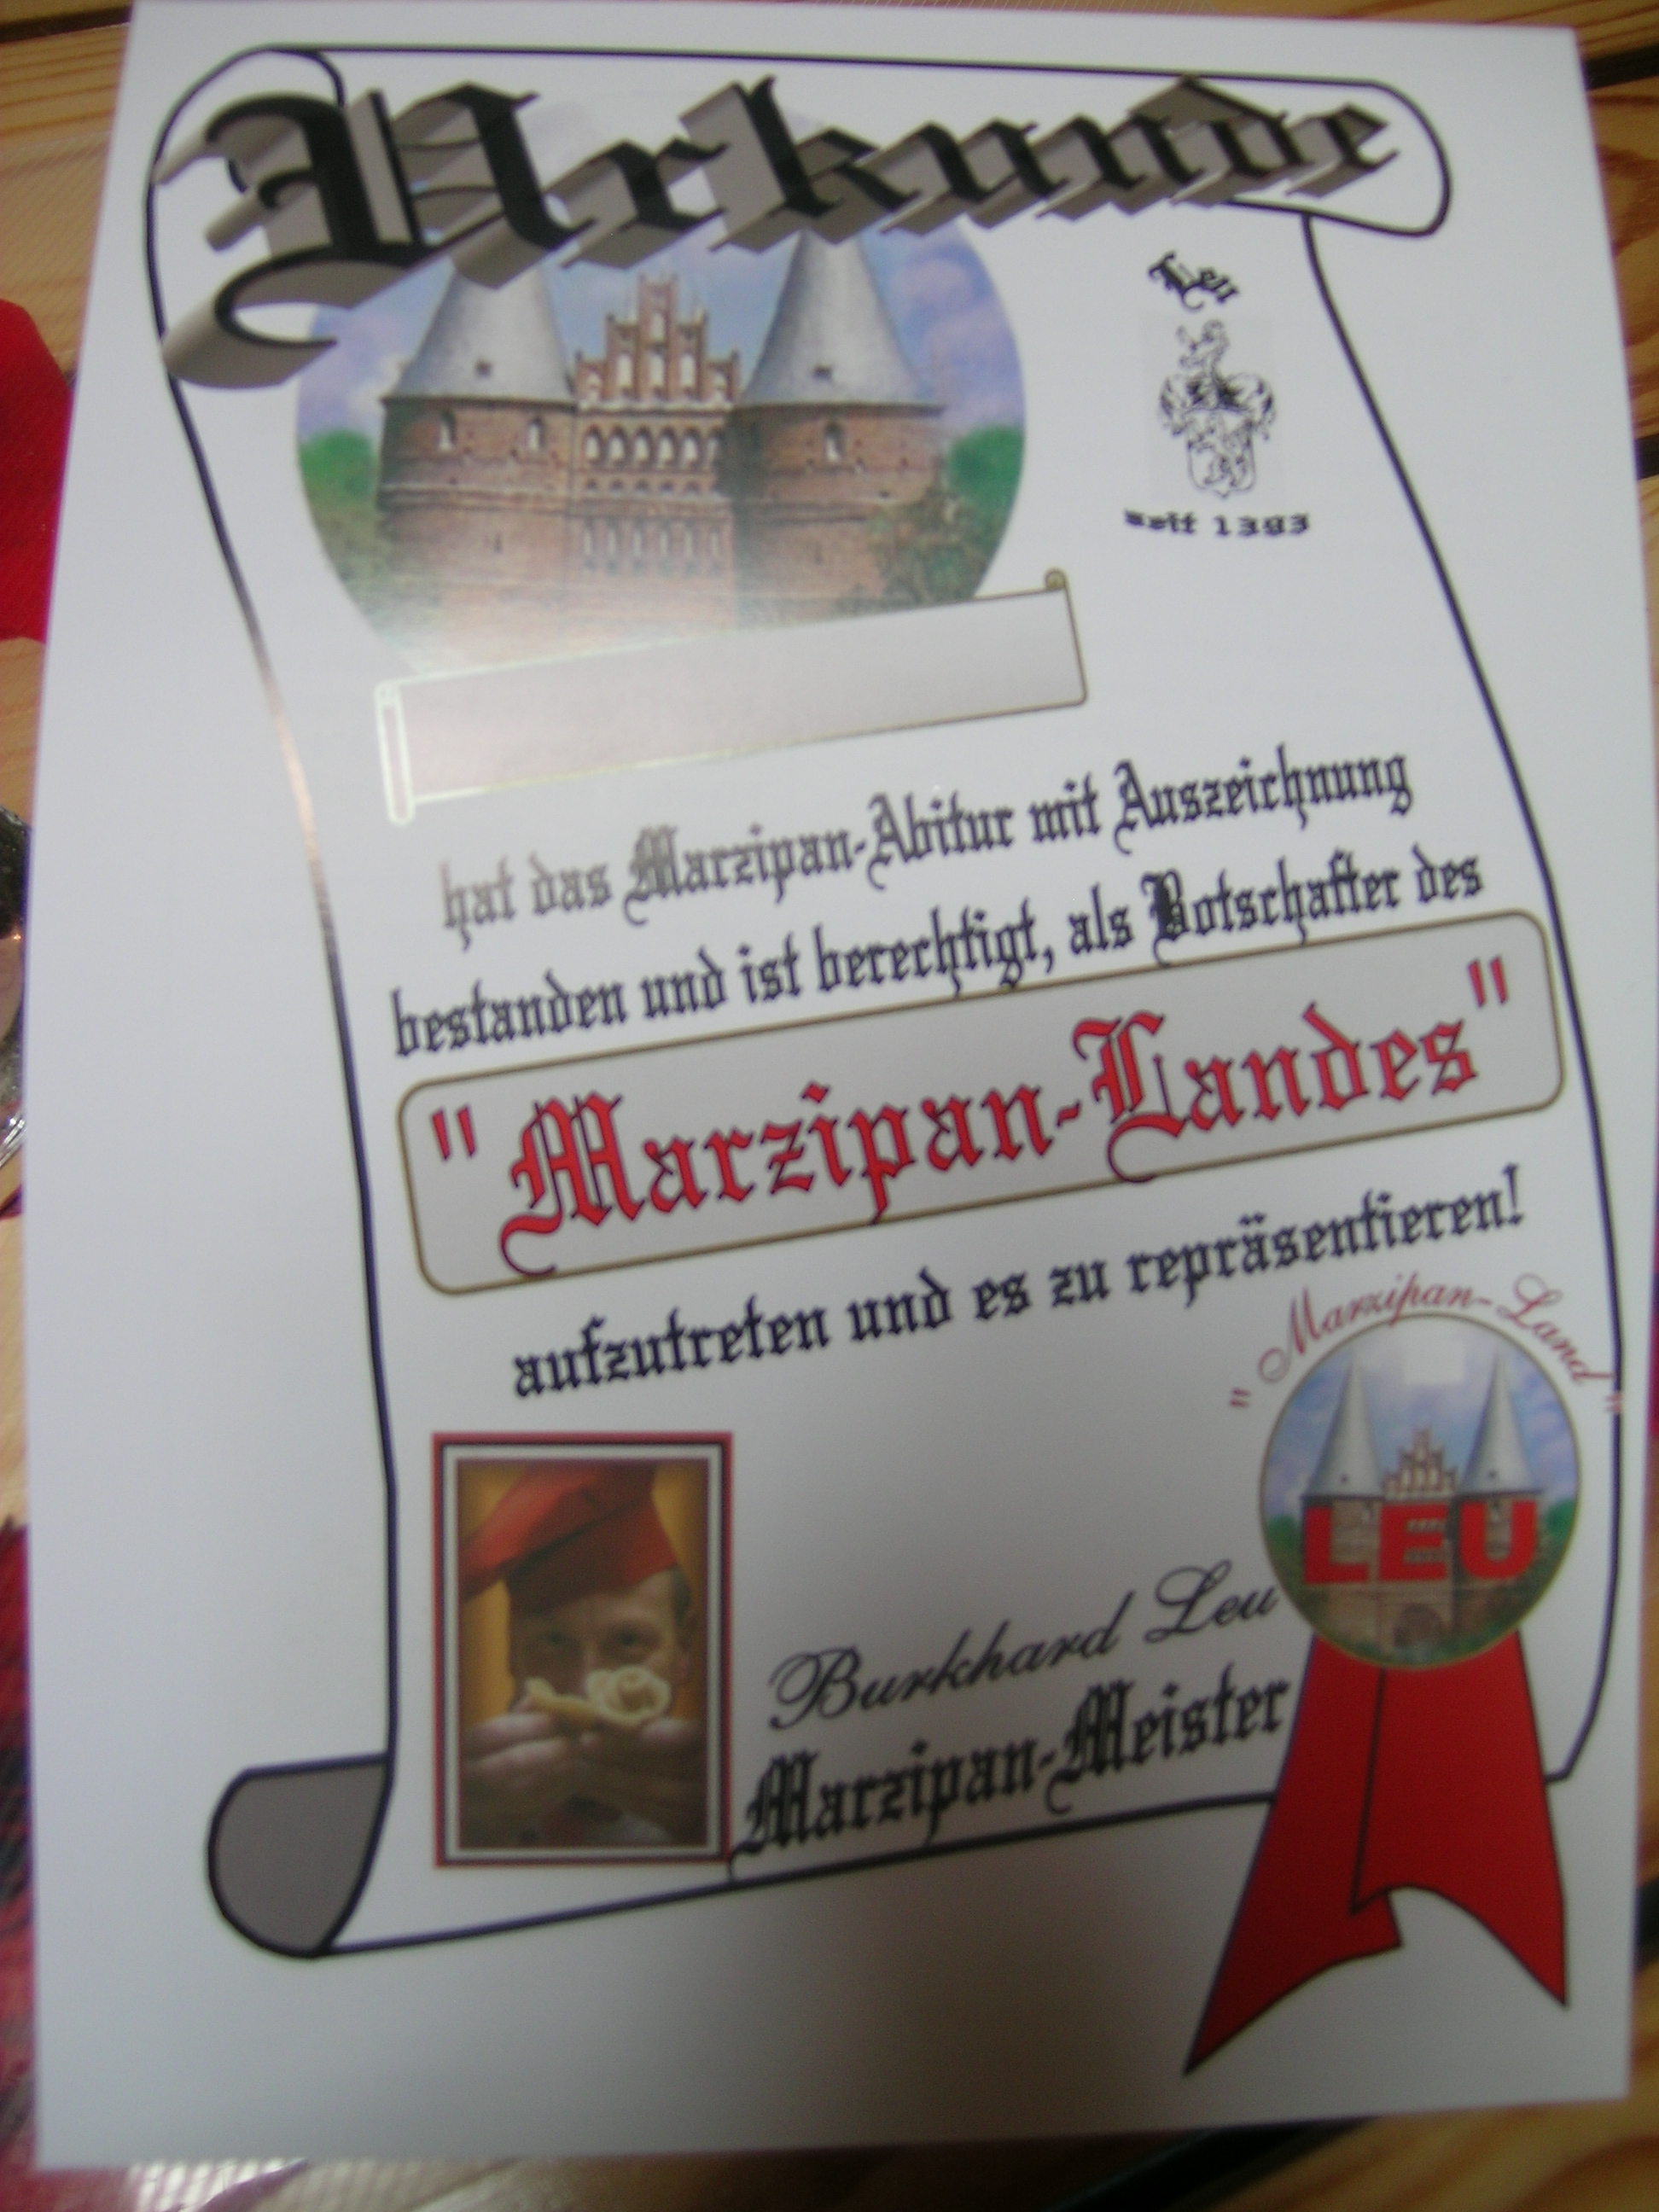 Urkunde
Leu
seit 1393
hat das Marzipan-Abitur mit Auszeichnung
bestanden und ist berechtigt, als Botschafter des
"Marzipan-Landes"
aufzutreten und es zu repräsentieren!
"Marzipan-Land"
LEU
Burkhard Leu
Marzipan-Meister